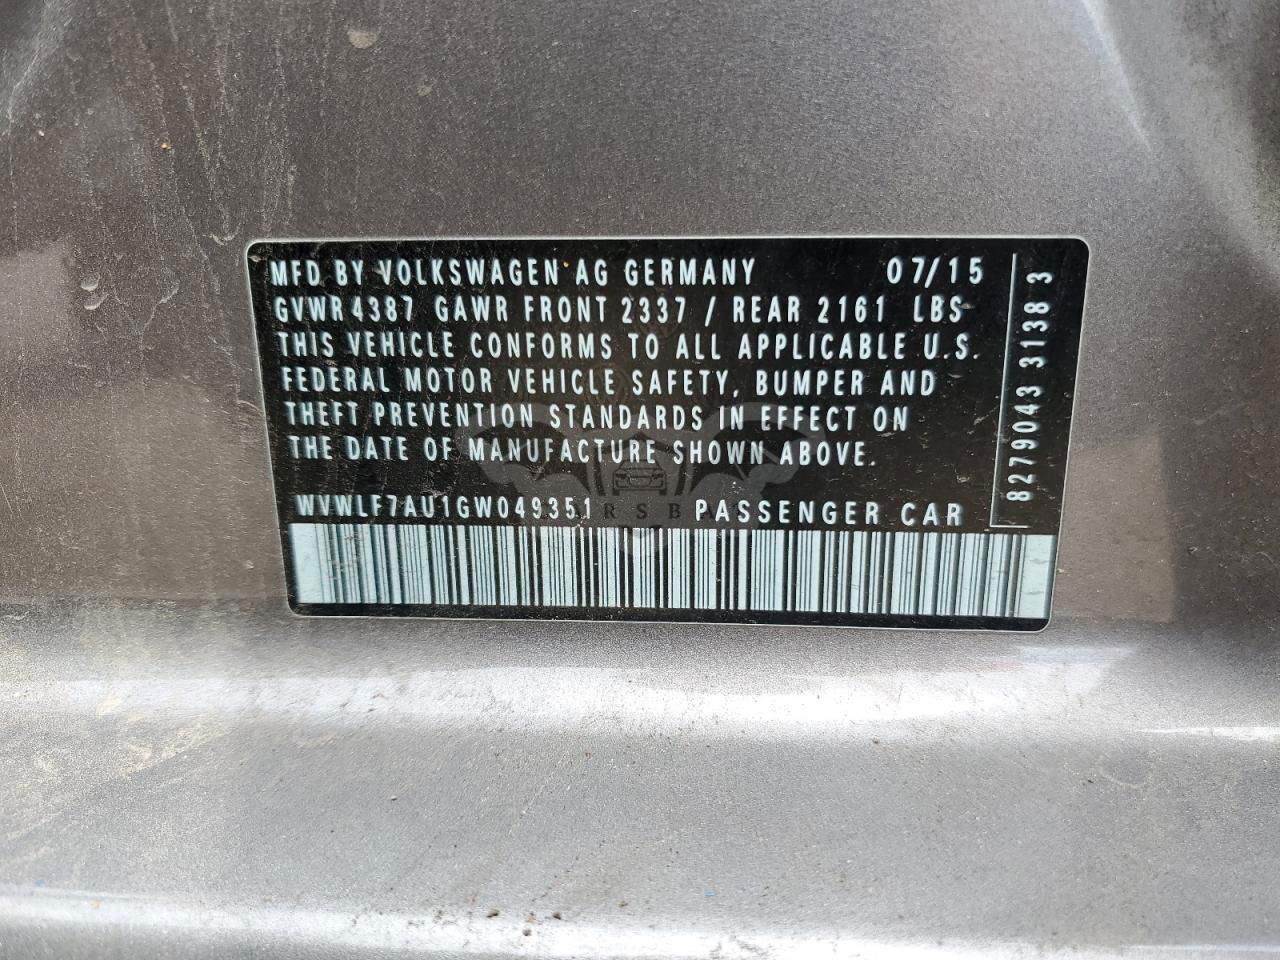 MFD BY VOLKSWAGEN AG GERMANY 07/15
GVWR 4387 GAWR FRONT 2337 / REAR 2161 LBS
THIS VEHICLE CONFORMS TO ALL APPLICABLE U.S.
FEDERAL MOTOR VEHICLE SAFETY, BUMPER AND
THEFT PREVENTION STANDARDS IN EFFECT ON
THE DATE OF MANUFACTURE SHOWN ABOVE.
WVWLF7AU1GW049351 PASSENGER CAR
8279043 3138 3